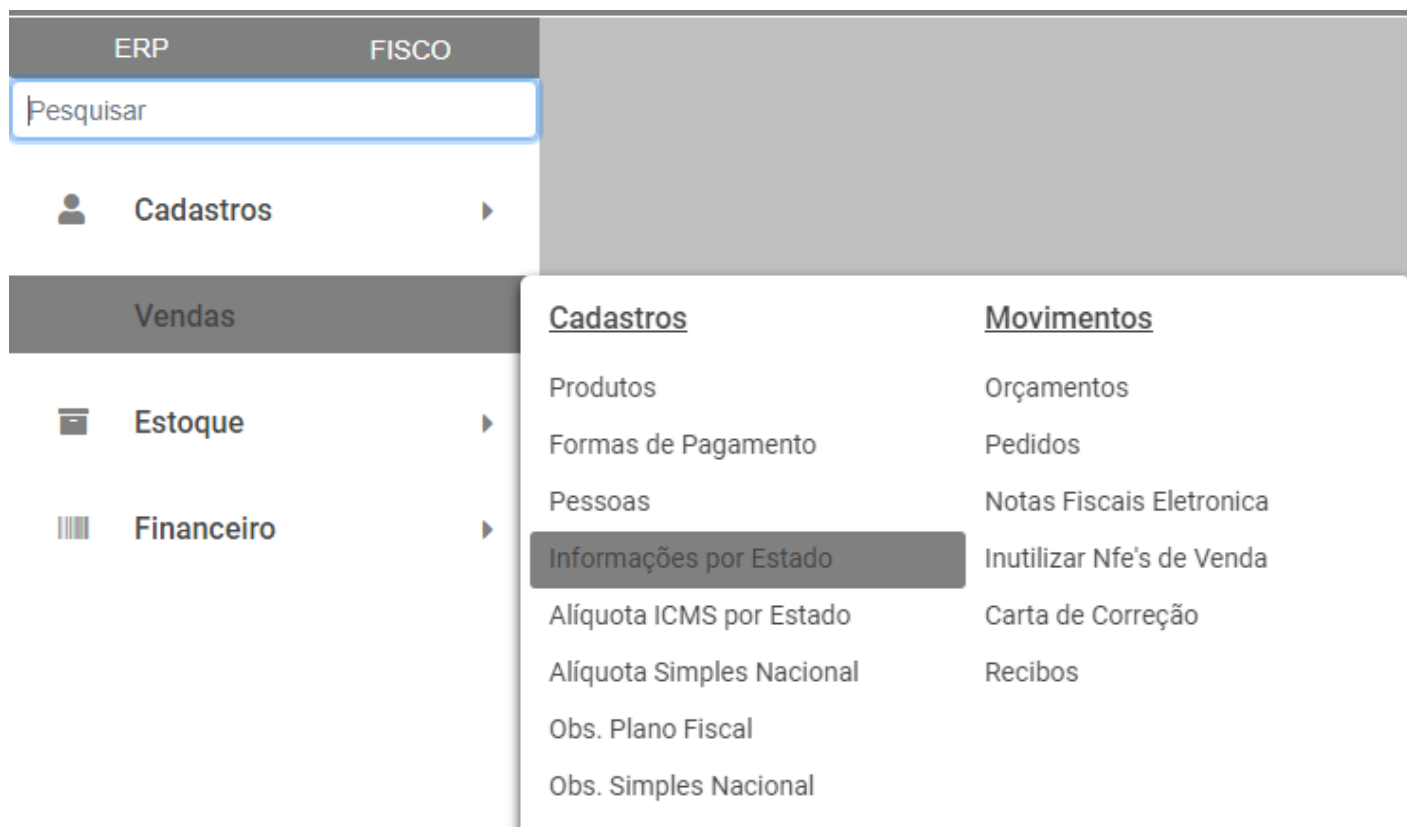 ERP FISCO
Pesquisar
Cadastros
Vendas
Estoque
Financeiro
Cadastros
Produtos
Formas de Pagamento
Pessoas
Informações por Estado
Alíquota ICMS por Estado
Alíquota Simples Nacional
Obs. Plano Fiscal
Obs. Simples Nacional
Movimentos
Orçamentos
Pedidos
Notas Fiscais Eletronica
Inutilizar Nfe's de Venda
Carta de Correção
Recibos